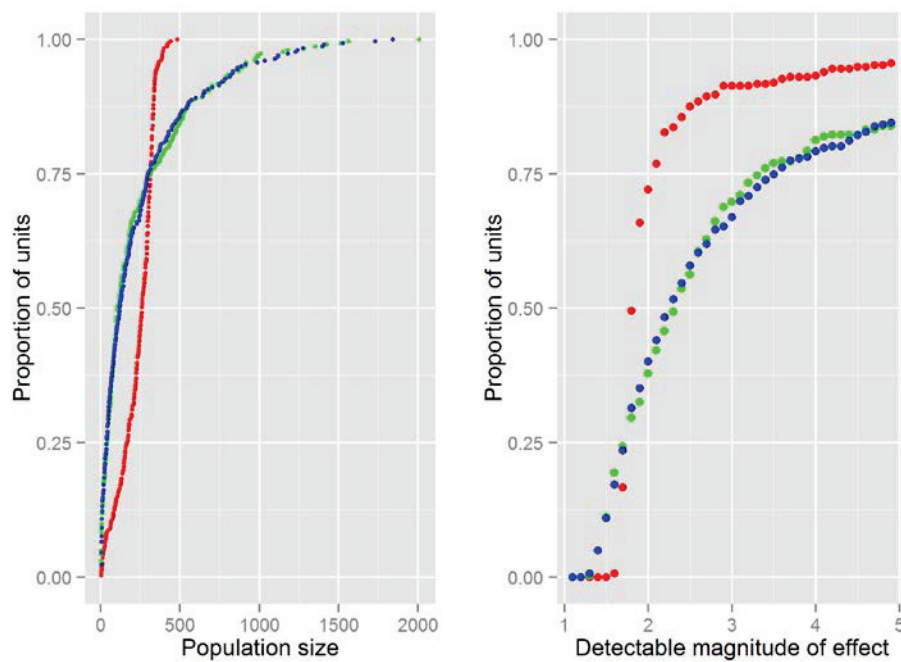 1.00
0.75
0.50
0.25
0.00
Proportion of units
0 500 1000 1500 2000
Population size
1.00
0.75
0.50
0.25
0.00
Proportion of units
1 2 3 4 5
Detectable magnitude of effect